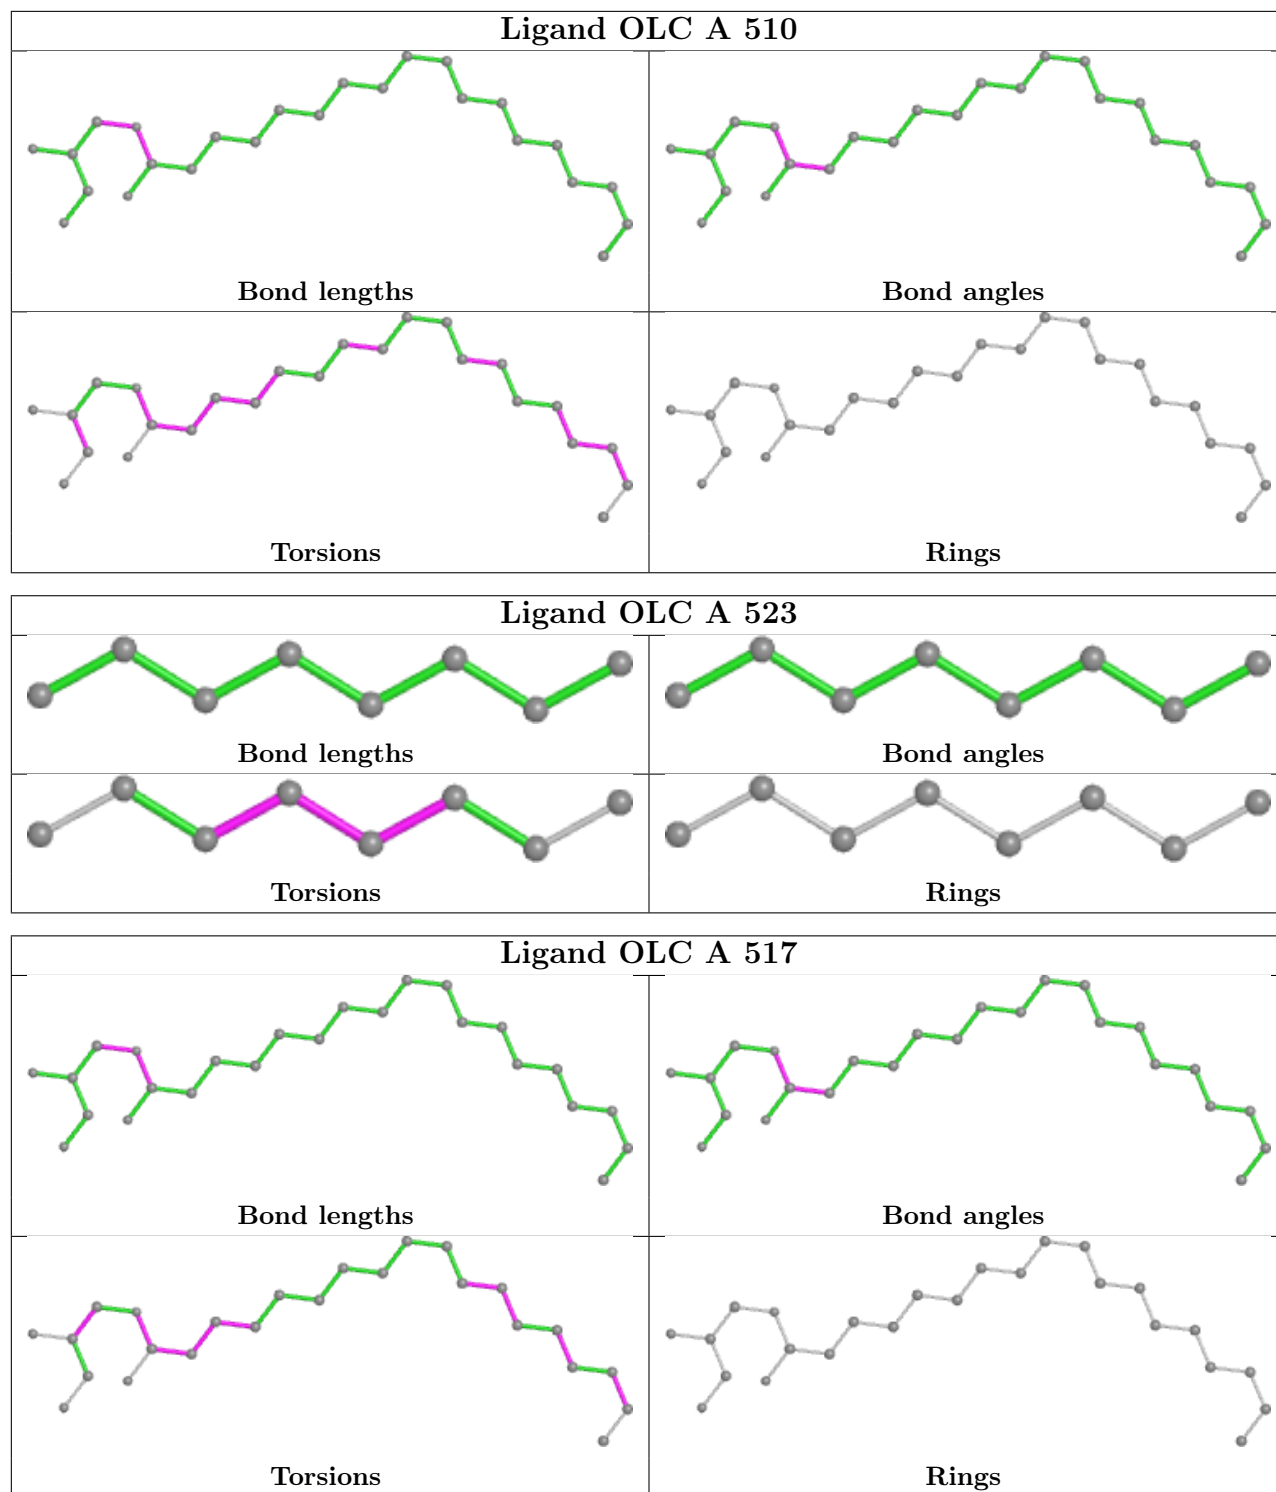 Ligand OLC A 510
Bond lengths
Bond angles
Torsions
Rings
Ligand OLC A 523
Bond lengths
Bond angles
Torsions
Rings
Ligand OLC A 517
Bond lengths
Bond angles
Torsions
Rings